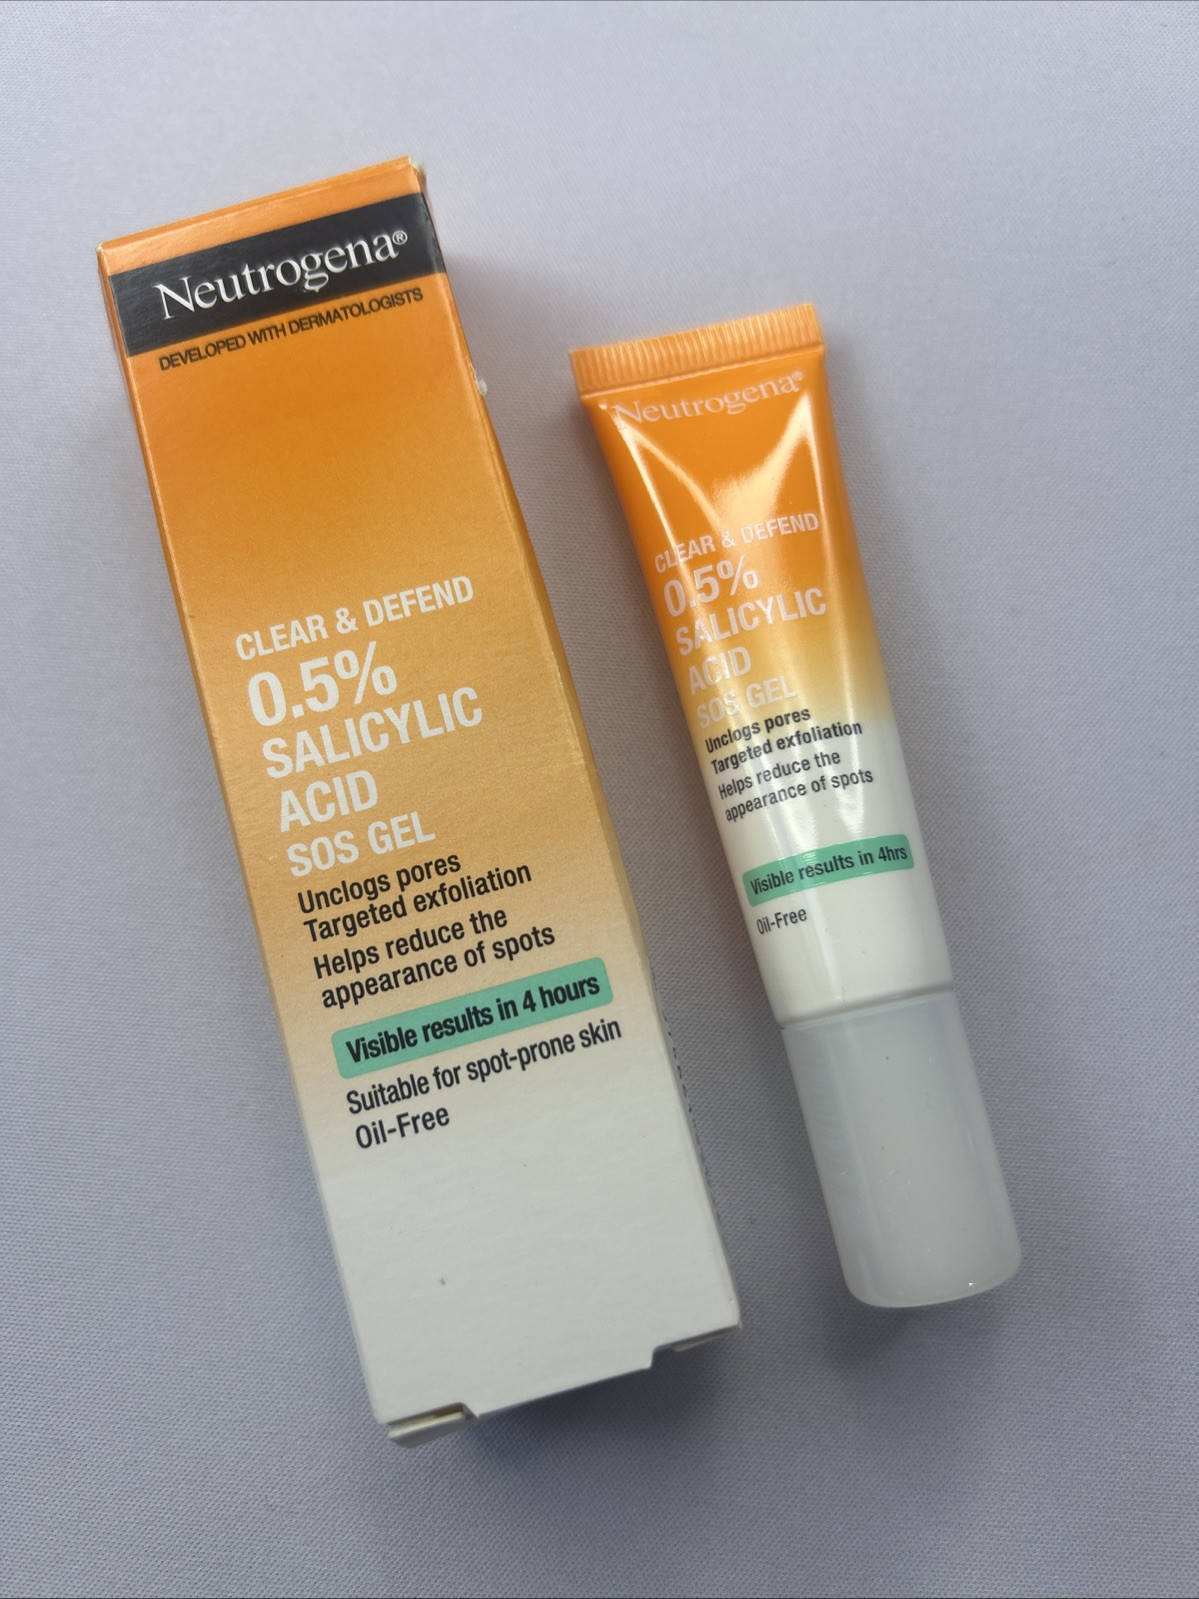 Neutrogena®
DEVELOPED WITH DERMATOLOGISTS
CLEAR & DEFEND
0.5%
SALICYLIC
ACID
SOS GEL
Unclogs pores
Targeted exfoliation
Helps reduce the
appearance of spots
Visible results in 4 hours
Suitable for spot-prone skin
Oil-Free
Neutrogena®
CLEAR & DEFEND
0.5%
SALICYLIC
ACID
SOS GEL
Unclogs pores
Targeted exfoliation
Helps reduce the
appearance of spots
Visible results in 4hrs
Oil-Free